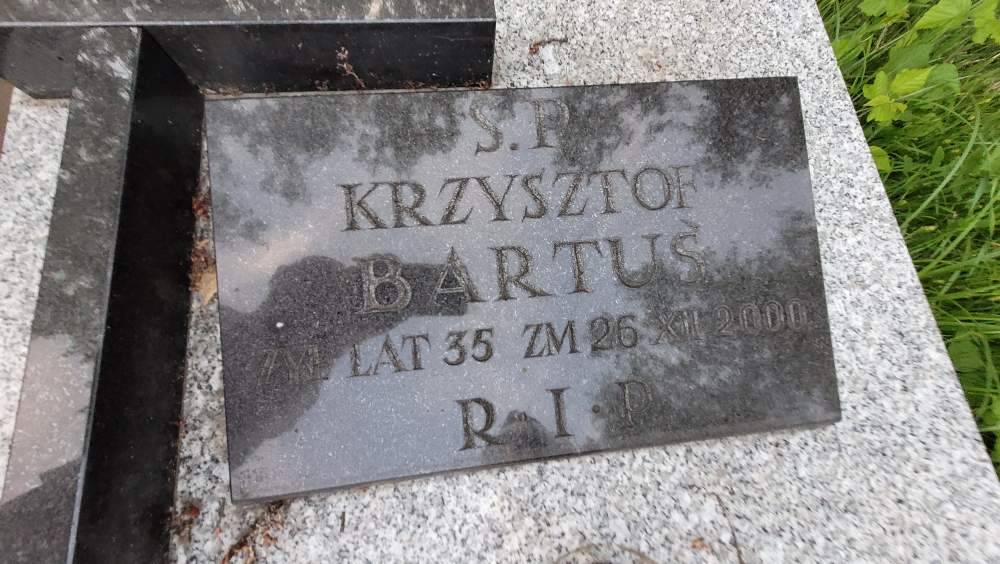 Ś.P
KRZYSZTOF
BARTUŚ
ŻYŁ LAT 35 ZM 26 XII 2000
R·I·P